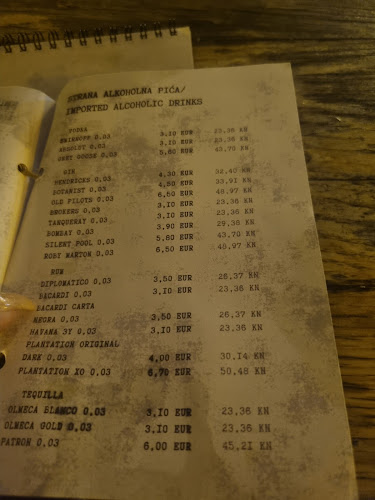 STRANA ALKOHOLNA PIĆA/
IMPORTED ALCOHOLIC DRINKS
VODKA
SMIRNOFF 0.03 3,10 EUR 23,36 KN
ABSOLUT 0.03 3,10 EUR 23,36 KN
GREY GOOSE 0.03 5,80 EUR 43,70 KN
GIN
HENDRICKS 0.03 4,30 EUR 32,40 KN
BOTANIST 0.03 4,50 EUR 33,91 KN
OLD PILOTS 0.03 6,50 EUR 48,97 KN
SMOKERS 0.03 3,10 EUR 23,36 KN
TANQUERAY 0.03 3,10 EUR 23,36 KN
BOMBAY 0.03 3,90 EUR 29,38 KN
SILENT POOL 0.03 5,80 EUR 43,70 KN
ROBY MARTON 0.03 6,50 EUR 48,97 KN
RUM
DIPLOMATICO 0.03 3,50 EUR 26,37 KN
BACARDI 0.03 3,10 EUR 23,36 KN
BACARDI CARTA
NEGRA 0.03 3,50 EUR 26,37 KN
HAVANA 3Y 0.03 3,10 EUR 23,36 KN
PLANTATION ORIGINAL
DARK 0.03 4,00 EUR 30.14 KN
PLANTATION XO 0.03 6,70 EUR 50,48 KN
TEQUILLA
OLMECA BLANCO 0.03 3,10 EUR 23,36 KN
OLMECA GOLD 0.03 3,10 EUR 23,36 KN
PATRON 0.03 6,00 EUR 45,21 KN